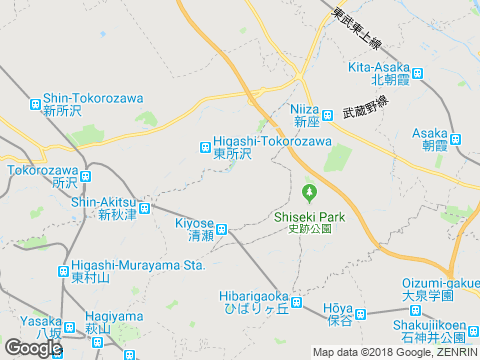 東武東上線
Kita-Asaka
北朝霞
Shin-Tokorozawa
新所沢
Niiza
新座
武蔵野線
Asaka
朝霞
Higashi-Tokorozawa
東所沢
Tokorozawa
所沢
Shin-Akitsu
新秋津
Shiseki Park
史跡公園
Kiyose
清瀬
Higashi-Murayama Sta.
東村山
Oizumi-gakue
大泉学園
Hibarigaoka
ひばりヶ丘
Hōya
保谷
Hagiyama
萩山
Yasaka
八坂
Shakujiikoen
石神井公園
Google
Map data ©2018 Google, ZENRIN